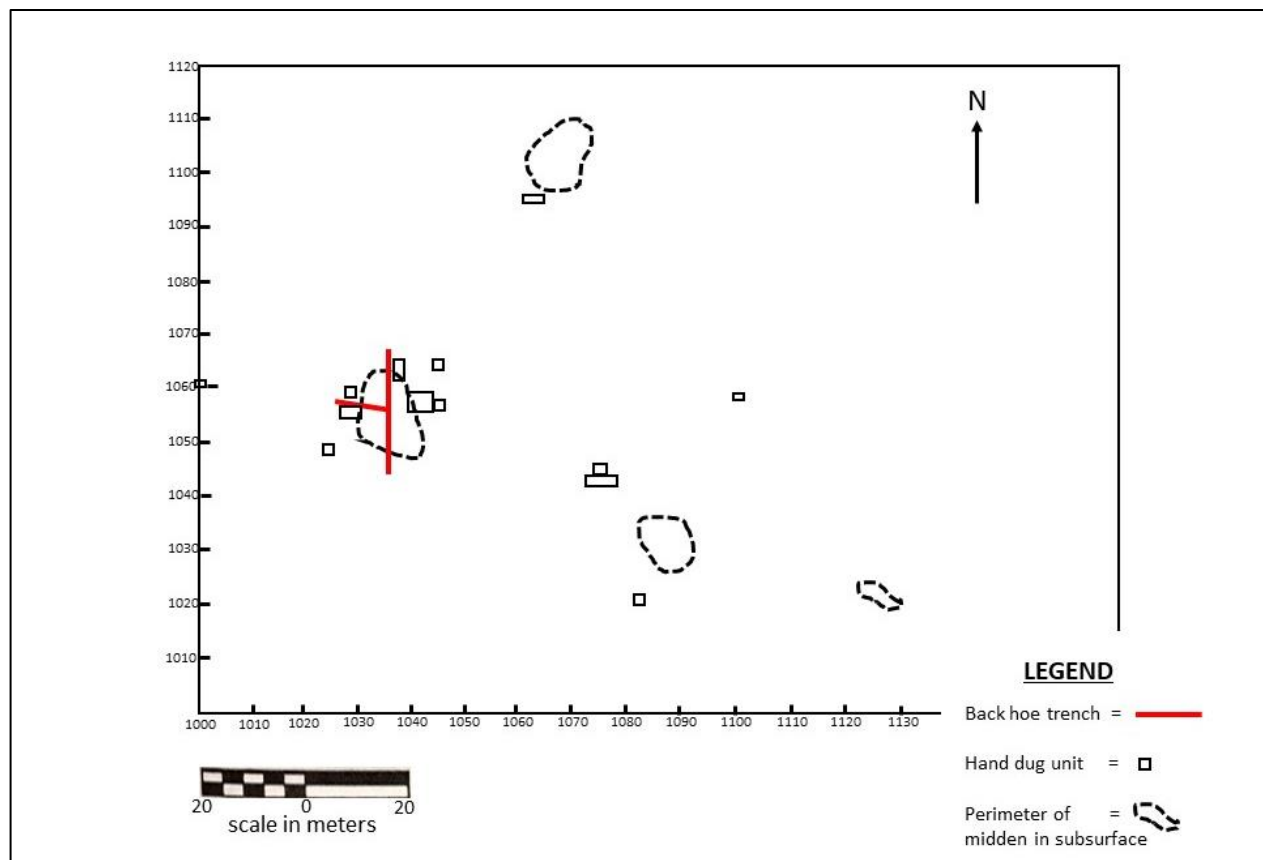 1120
1110
N
1100
1090
1080
1070
1060
1050
1040
1030
1020
1010
1000 1010 1020 1030 1040 1050 1060 1070 1080 1090 1100 1110 1120 1130
LEGEND
Back hoe trench =
Hand dug unit =
Perimeter of =
midden in subsurface
20 0 20
scale in meters